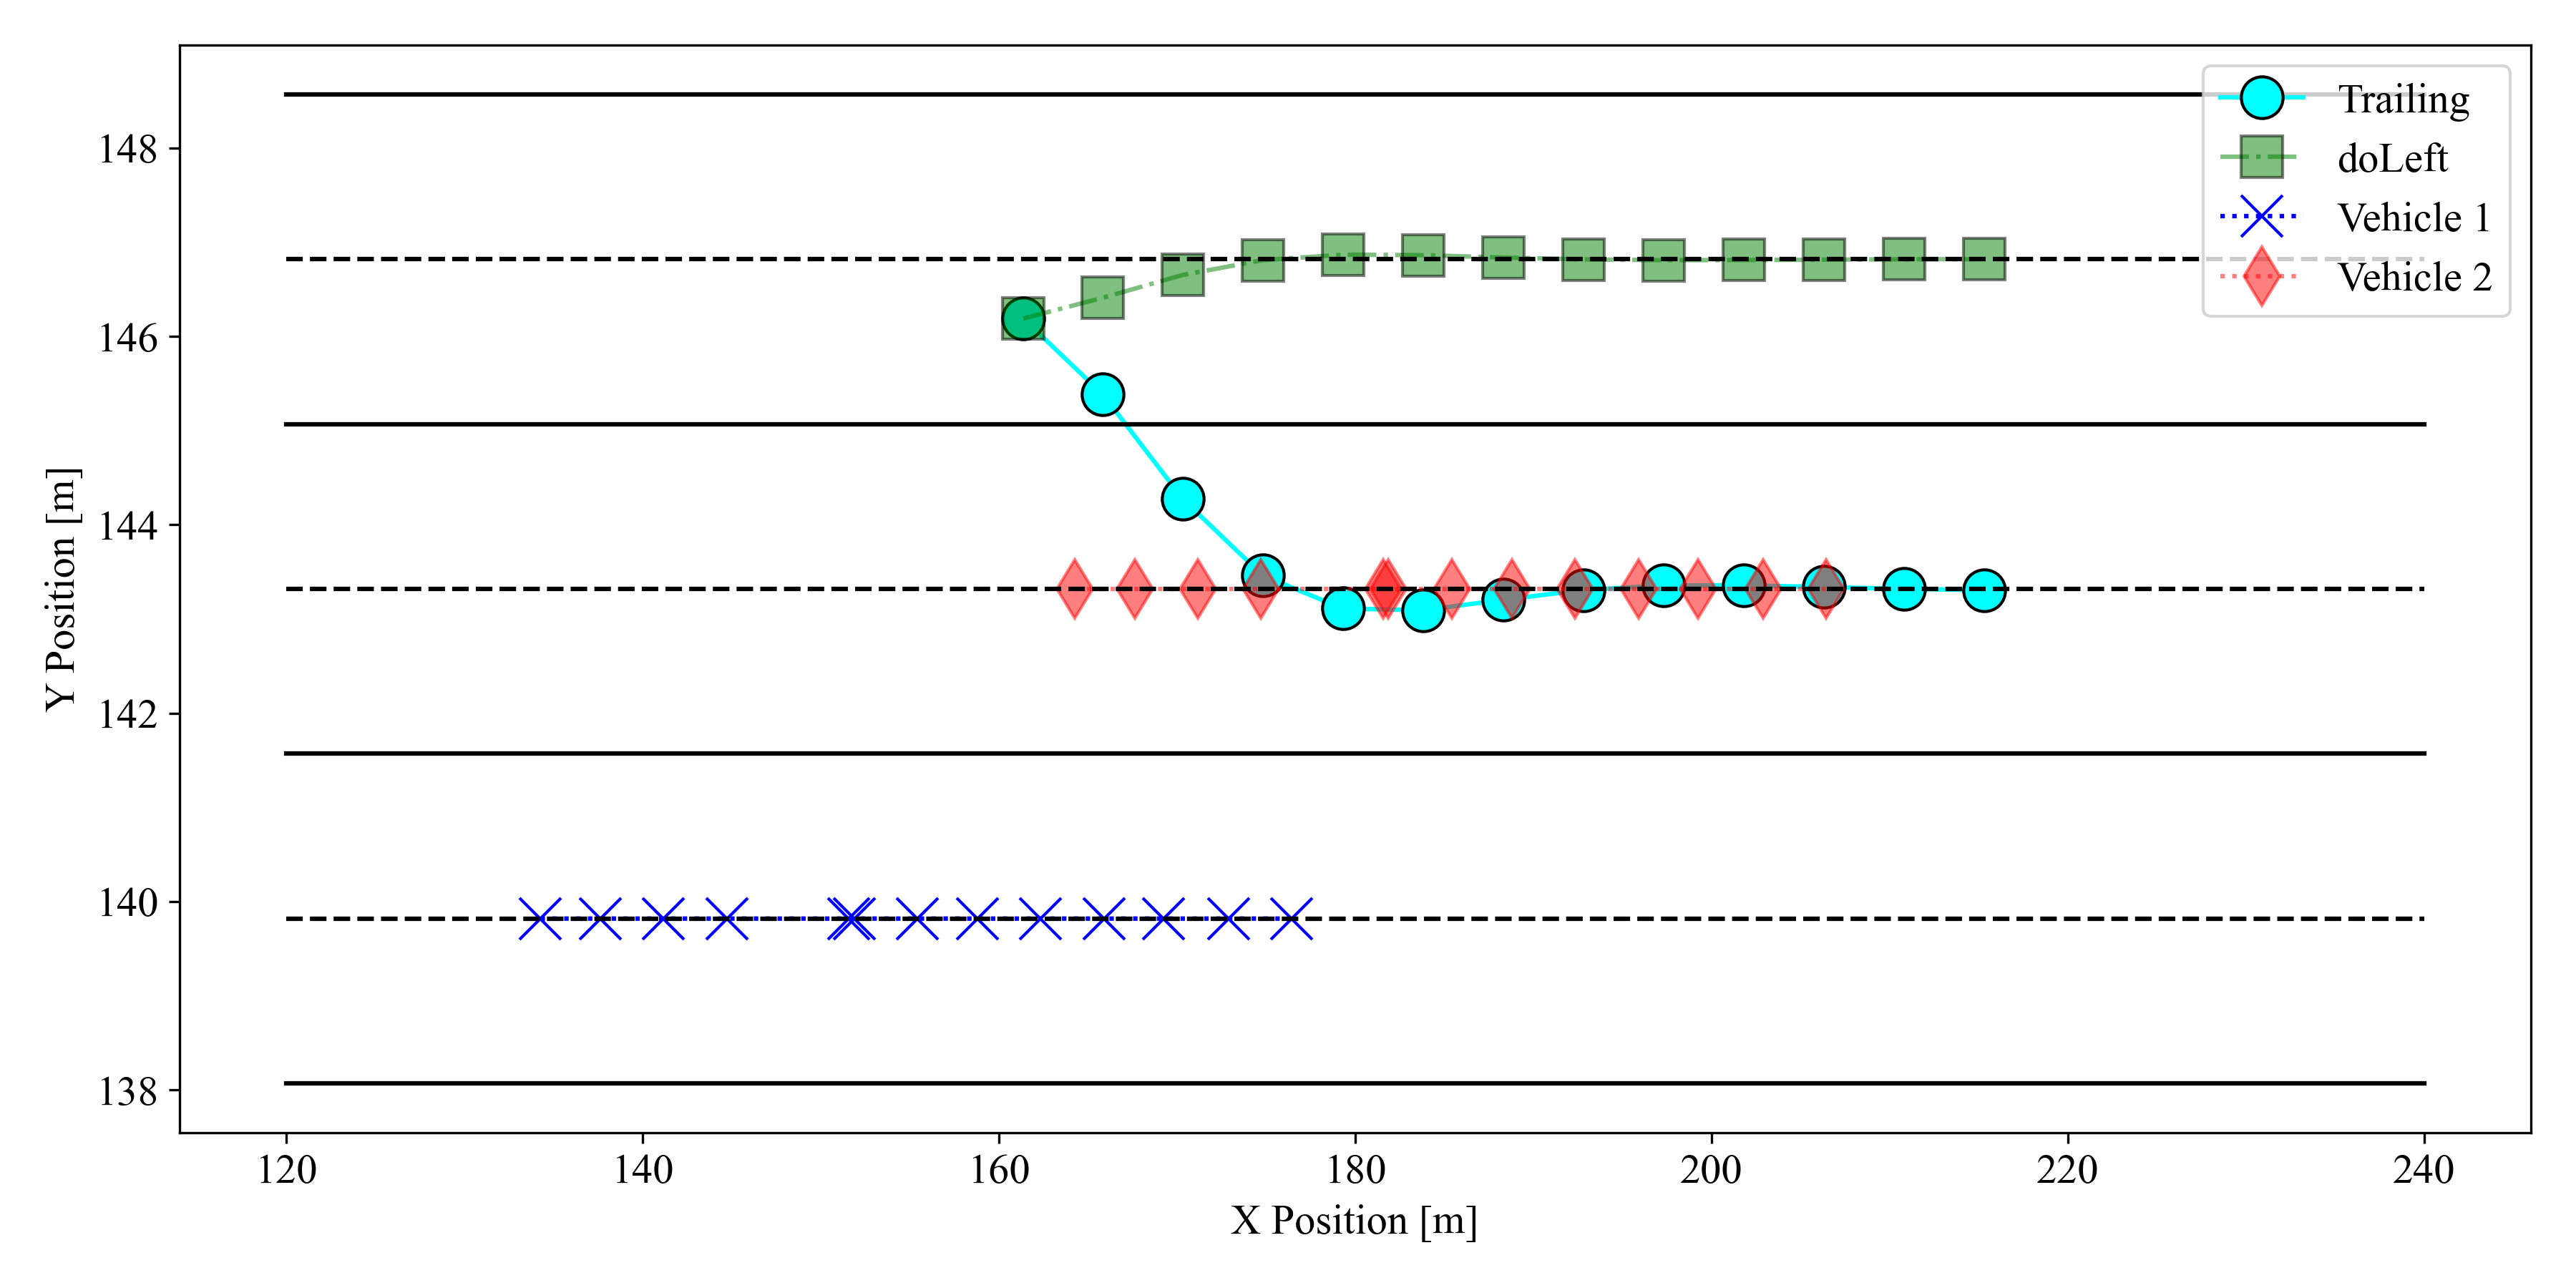 Trailing
doLeft
Vehicle 1
Vehicle 2
148
146
144
142
140
138
Y Position [m]
120 140 160 180 200 220 240
X Position [m]